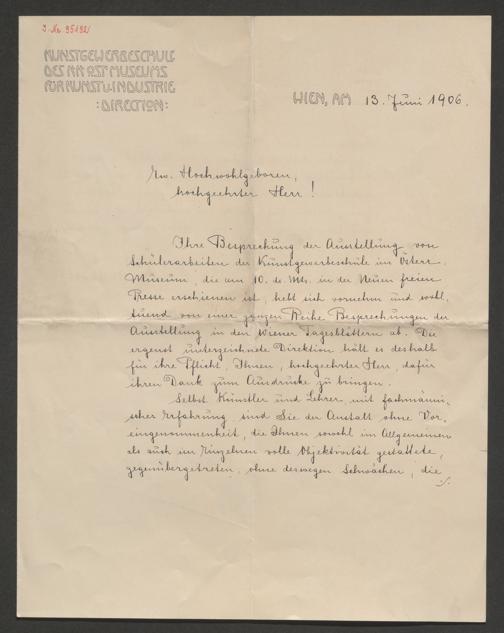 J. Nr. 95192/
KUNSTGEWERBESCHULE
DES K.K. ÖST. MUSEUMS
FÜR KUNST U. INDUSTRIE
:DIRECTION:
WIEN, AM 13. Juni 1906.
Ew. Hochwohlgeboren,
hochgeehrter Herr!
Ihre Besprechung der Ausstellung von
Schülerarbeiten der Kunstgewerbeschule im Österr.
Museum, die am 10. ds. Mts. in der Neuen freien
Presse erschienen ist, hebt sich vornehm und wohl,
tuend von einer ganzen Reihe Besprechungen der
Ausstellung in den Wiener Tagesblättern ab. Die
ergenst unterzeichnete Direktion hält es deshalb
für ihre Pflicht, Ihnen, hochgeehrter Herr, dafür
ihren Dank zum Ausdrucke zu bringen.
Selbst Künstler und Lehrer mit fachmänni,
scher Erfahrung sind Sie der Anstalt ohne Vor,
eingenommenheit, die Ihnen sowohl im Allgemeinen
als auch im Einzelnen volle Objektivität gestattete,
gegenübergetreten, ohne deswegen Schwächen, die
./.